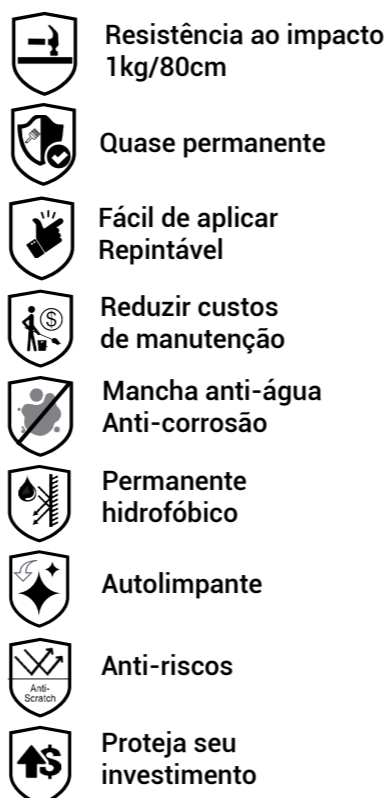 Resistência ao impacto
1kg/80cm
Quase permanente
Fácil de aplicar
Repintável
$
Reduzir custos
de manutenção
Mancha anti-água
Anti-corrosão
Permanente
hidrofóbico
Autolimpante
Anti-
Scratch
Anti-riscos
$
Proteja seu
investimento